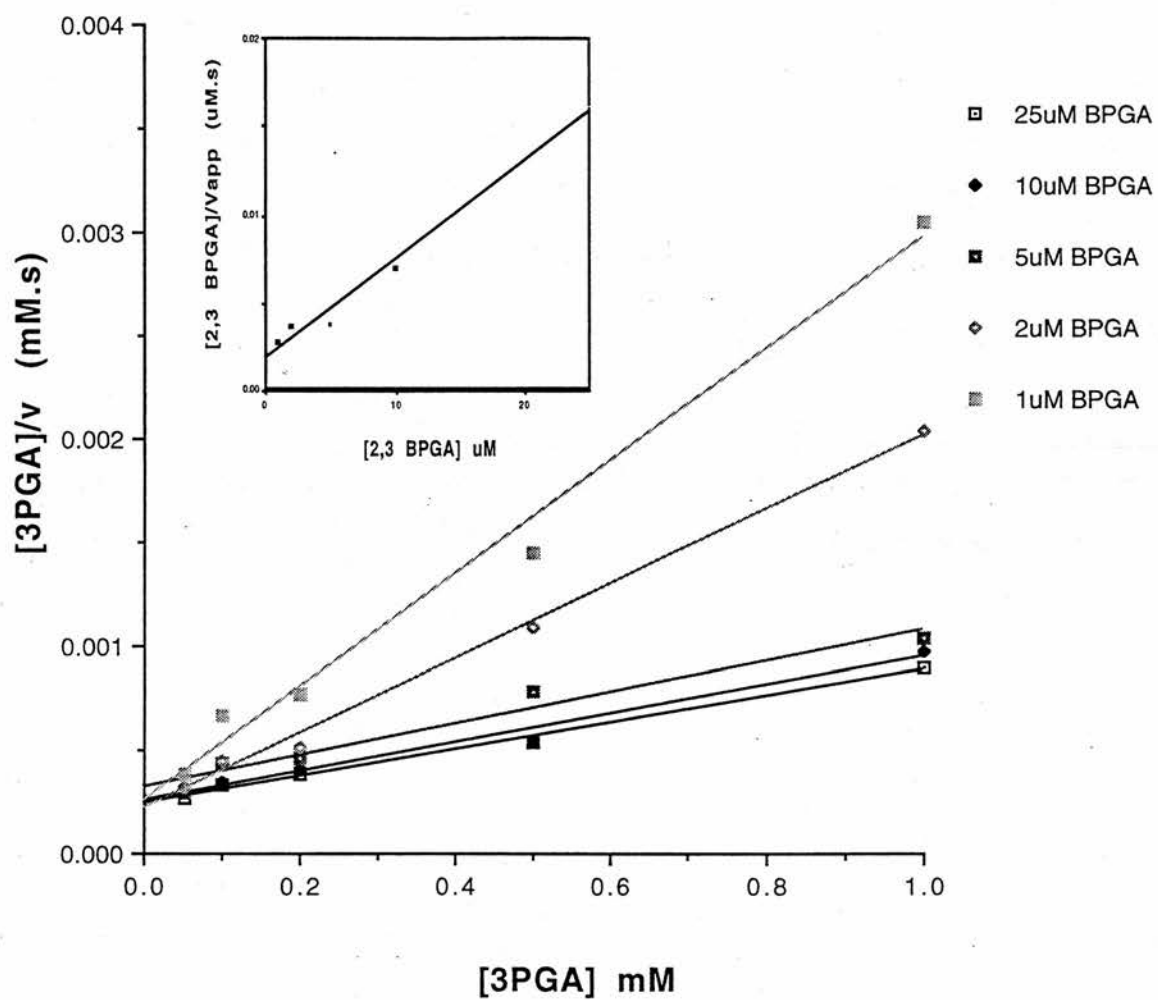 0.004
0.003
0.002
0.001
0.000
[3PGA]/v (mM.s)
0.0
0.2
0.4
0.6
0.8
1.0
[3PGA] mM
[2,3 BPGA]/Vapp (uM.s)
0.02
0.01
0.00
0
10
20
[2,3 BPGA] uM
25uM BPGA
10uM BPGA
5uM BPGA
2uM BPGA
1uM BPGA